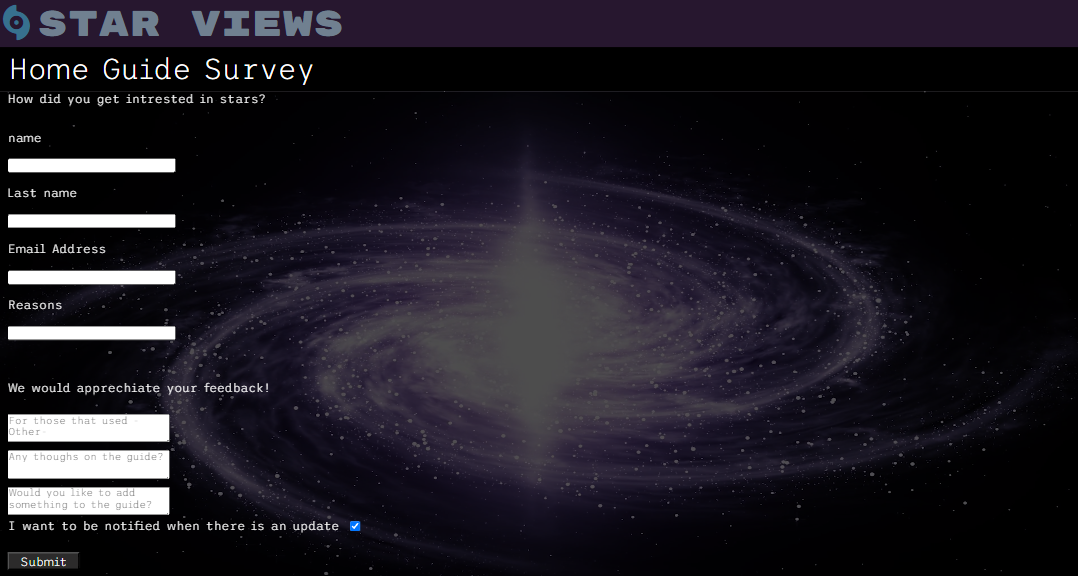 STAR VIEWS
Home Guide Survey
How did you get intrested in stars?
name
Last name
Email Address
Reasons
We would apprechiate your feedback!
For those that used -
Other-
Any thoughs on the guide?
Would you like to add
something to the guide?
I want to be notified when there is an update
Submit